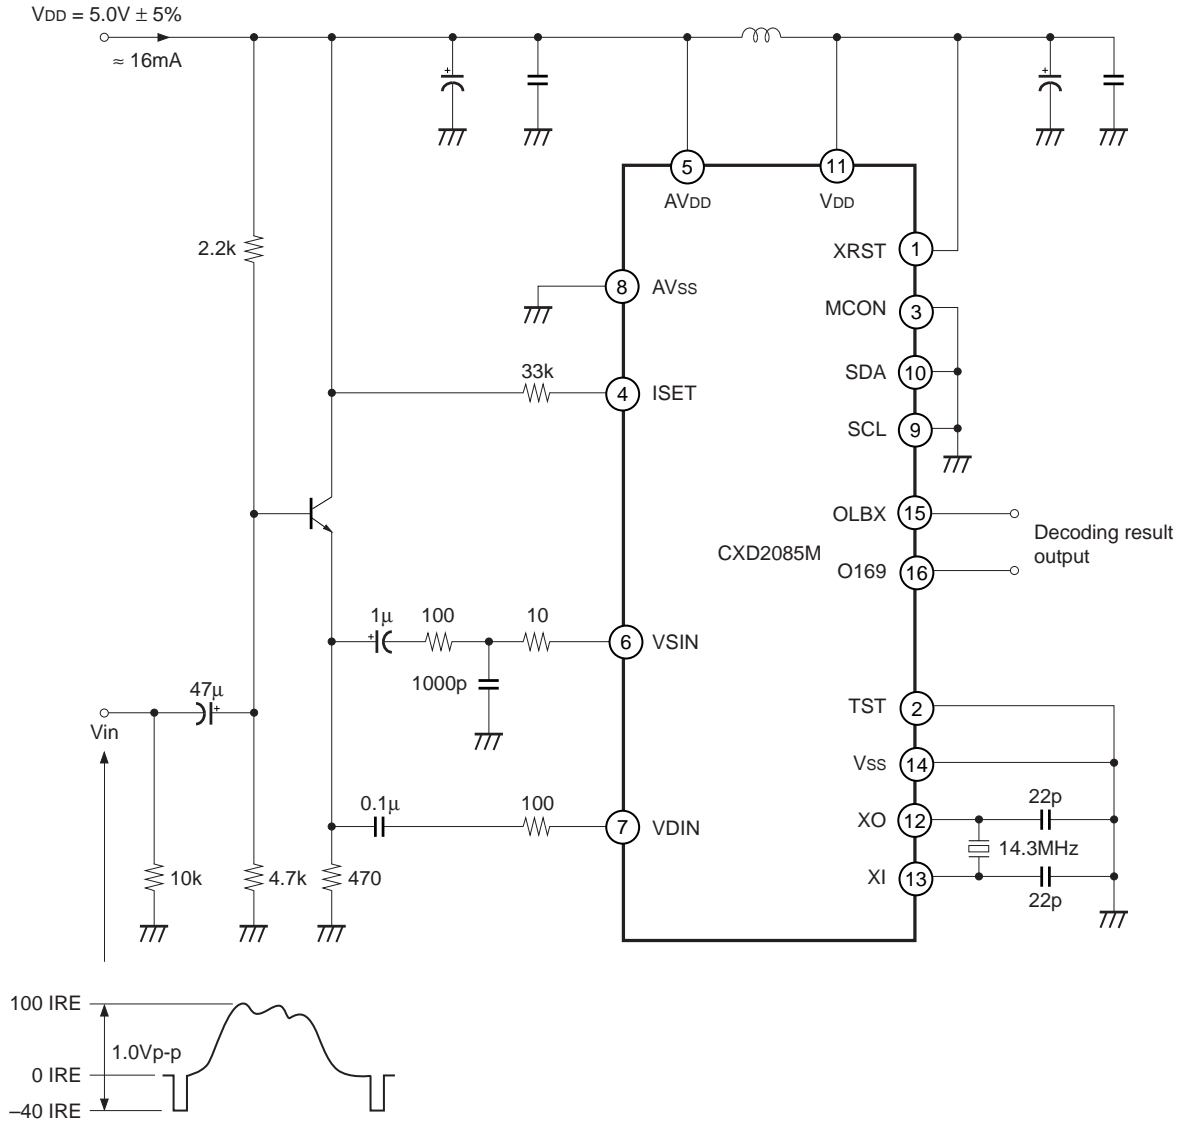 VDD = 5.0V ± 5%
≈ 16mA
+
+
5
11
AVDD
VDD
2.2k
1
XRST
8
AVSS
3
MCON
33k
4
ISET
10
SDA
9
SCL
15
OLBX
Decoding result
output
CXD2085M
16
O169
1µ
100
10
+
6
VSIN
1000p
47µ
+
Vin
2
TST
14
VSS
0.1µ
100
7
VDIN
22p
12
XO
14.3MHz
13
XI
22p
10k
4.7k
470
100 IRE
1.0Vp-p
0 IRE
–40 IRE